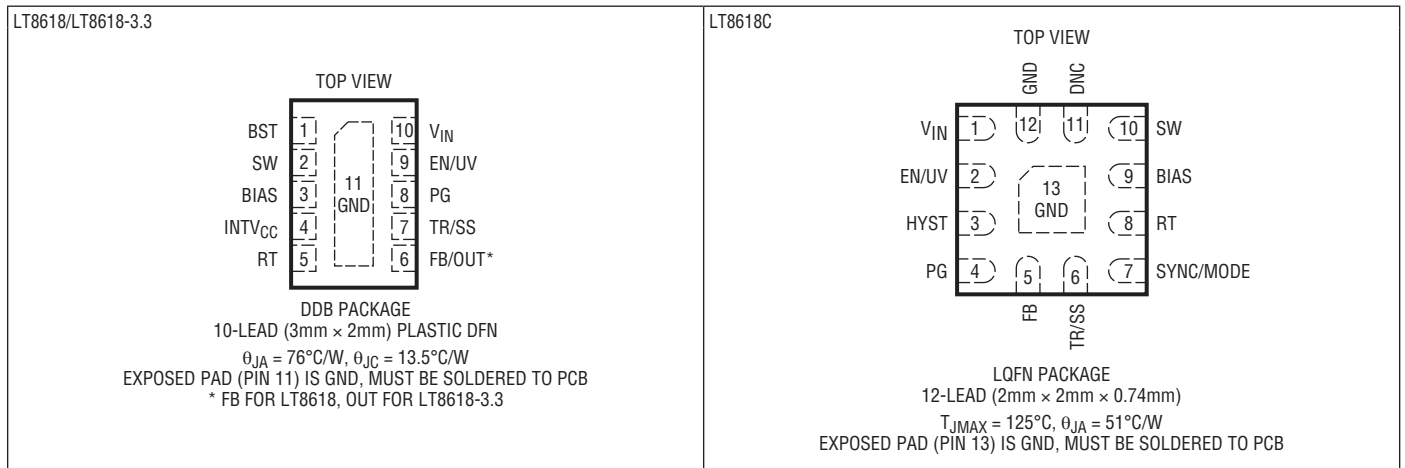 LT8618/LT8618-3.3
TOP VIEW
BST 1
SW 2
BIAS 3
INTVCC 4
RT 5
11
GND
10 VIN
9 EN/UV
8 PG
7 TR/SS
6 FB/OUT*
DDB PACKAGE
10-LEAD (3mm × 2mm) PLASTIC DFN
θJA = 76°C/W, θJC = 13.5°C/W
EXPOSED PAD (PIN 11) IS GND, MUST BE SOLDERED TO PCB
* FB FOR LT8618, OUT FOR LT8618-3.3
LT8618C
TOP VIEW
GND
DNC
12
11
VIN 1
EN/UV 2
HYST 3
PG 4
13
GND
10 SW
9 BIAS
8 RT
7 SYNC/MODE
5
6
FB
TR/SS
LQFN PACKAGE
12-LEAD (2mm × 2mm × 0.74mm)
TJMAX = 125°C, θJA = 51°C/W
EXPOSED PAD (PIN 13) IS GND, MUST BE SOLDERED TO PCB